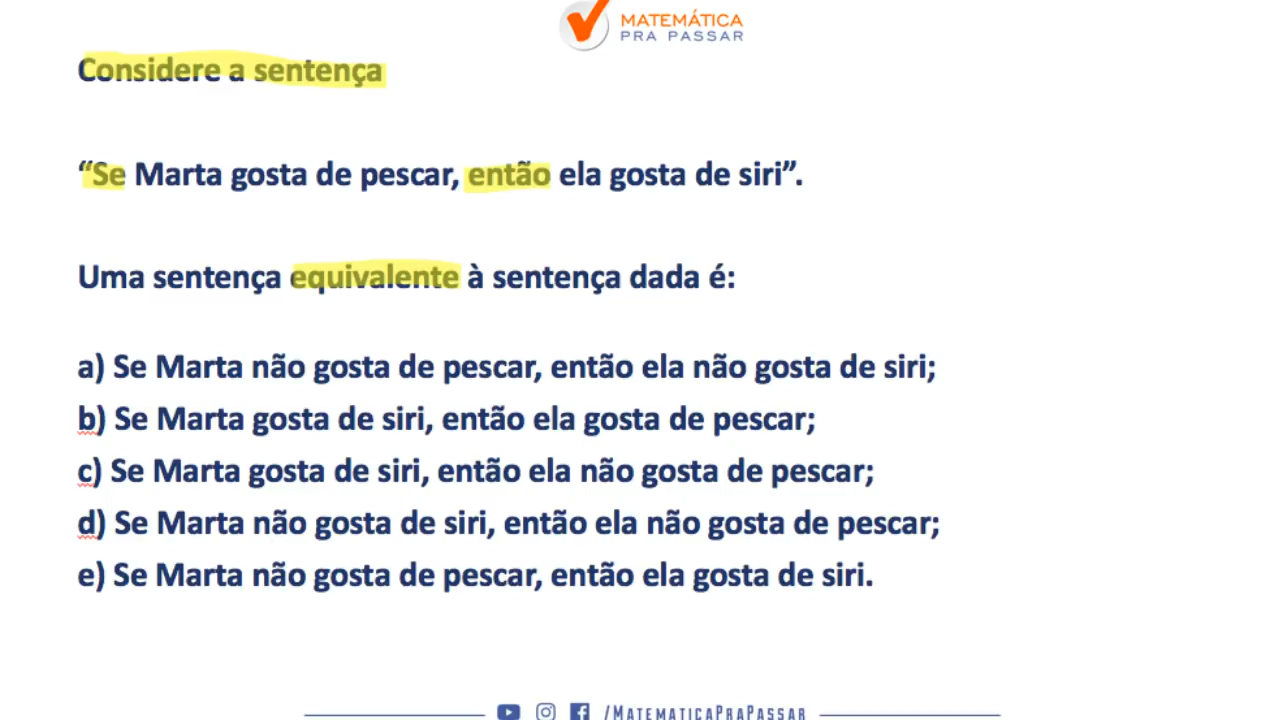 MATEMÁTICA
PRA PASSAR
Considere a sentença
“Se Marta gosta de pescar, então ela gosta de siri”.
Uma sentença equivalente à sentença dada é:
a) Se Marta não gosta de pescar, então ela não gosta de siri;
b) Se Marta gosta de siri, então ela gosta de pescar;
c) Se Marta gosta de siri, então ela não gosta de pescar;
d) Se Marta não gosta de siri, então ela não gosta de pescar;
e) Se Marta não gosta de pescar, então ela gosta de siri.
/MATEMATICAPRAPASSAR